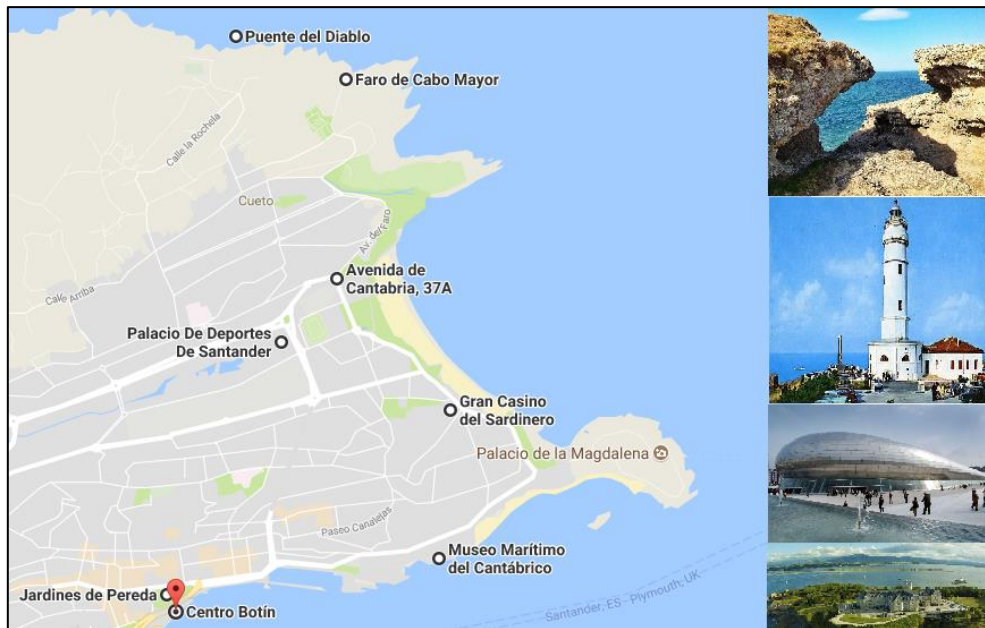 Puente del Diablo
Faro de Cabo Mayor
Calle la Rochela
Cueto
Av. del Faro
Avenida de
Cantabria, 37A
Calle Arriba
Palacio De Deportes
De Santander
Gran Casino
del Sardinero
Palacio de la Magdalena
Paseo Canalejas
Museo Marítimo
del Cantábrico
Jardines de Pereda
Centro Botín
Santander, ES - Plymouth, UK